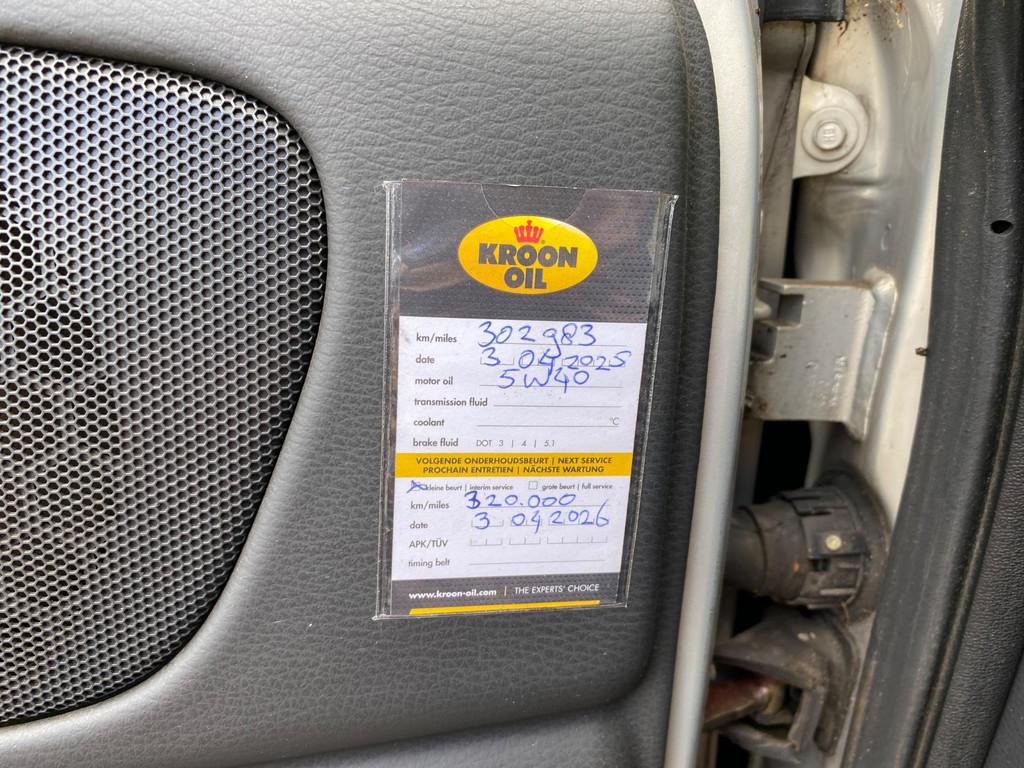 KROON
OIL
km/miles 302983
date 3 04 2025
motor oil 5W40
transmission fluid
coantlant °C
brake fluid DOT 3 | 4 | 5.1
VOLGENDE ONDERHOUDSBEURT | NEXT SERVICE
PROCHAIN ENTRETIEN | NÄCHSTE WARTUNG
kleine beurt | interim service grote beurt | full service
km/miles 320.000
date 3 04 2026
APK/TÜV
timing belt
www.kroon-oil.com | THE EXPERTS' CHOICE